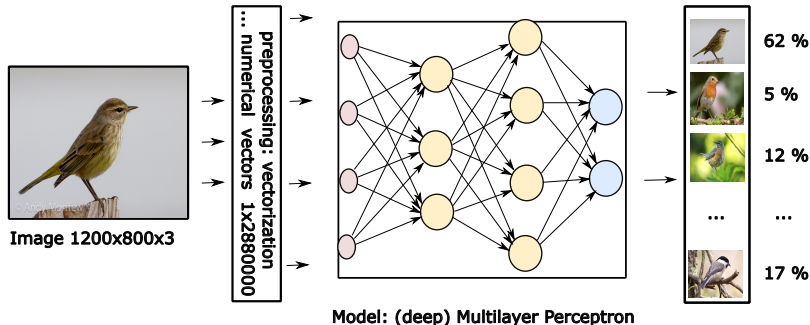 Image 1200x800x3
preprocessing: vectorization
... numerical vectors 1x2880000
Model: (deep) Multilayer Perceptron
62 %
5 %
12 %
... ...
17 %